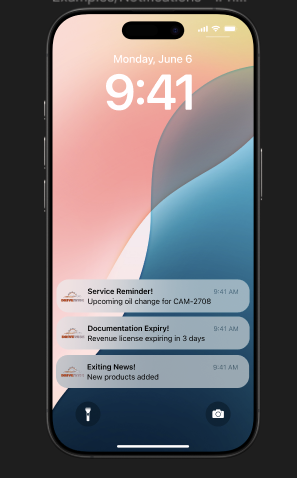 Monday, June 6
9:41
Service Reminder!
9:41 AM
Upcoming oil change for CAM-2708
Documentation Expiry!
9:41 AM
Revenue license expiring in 3 days
Exiting News!
9:41 AM
New products added